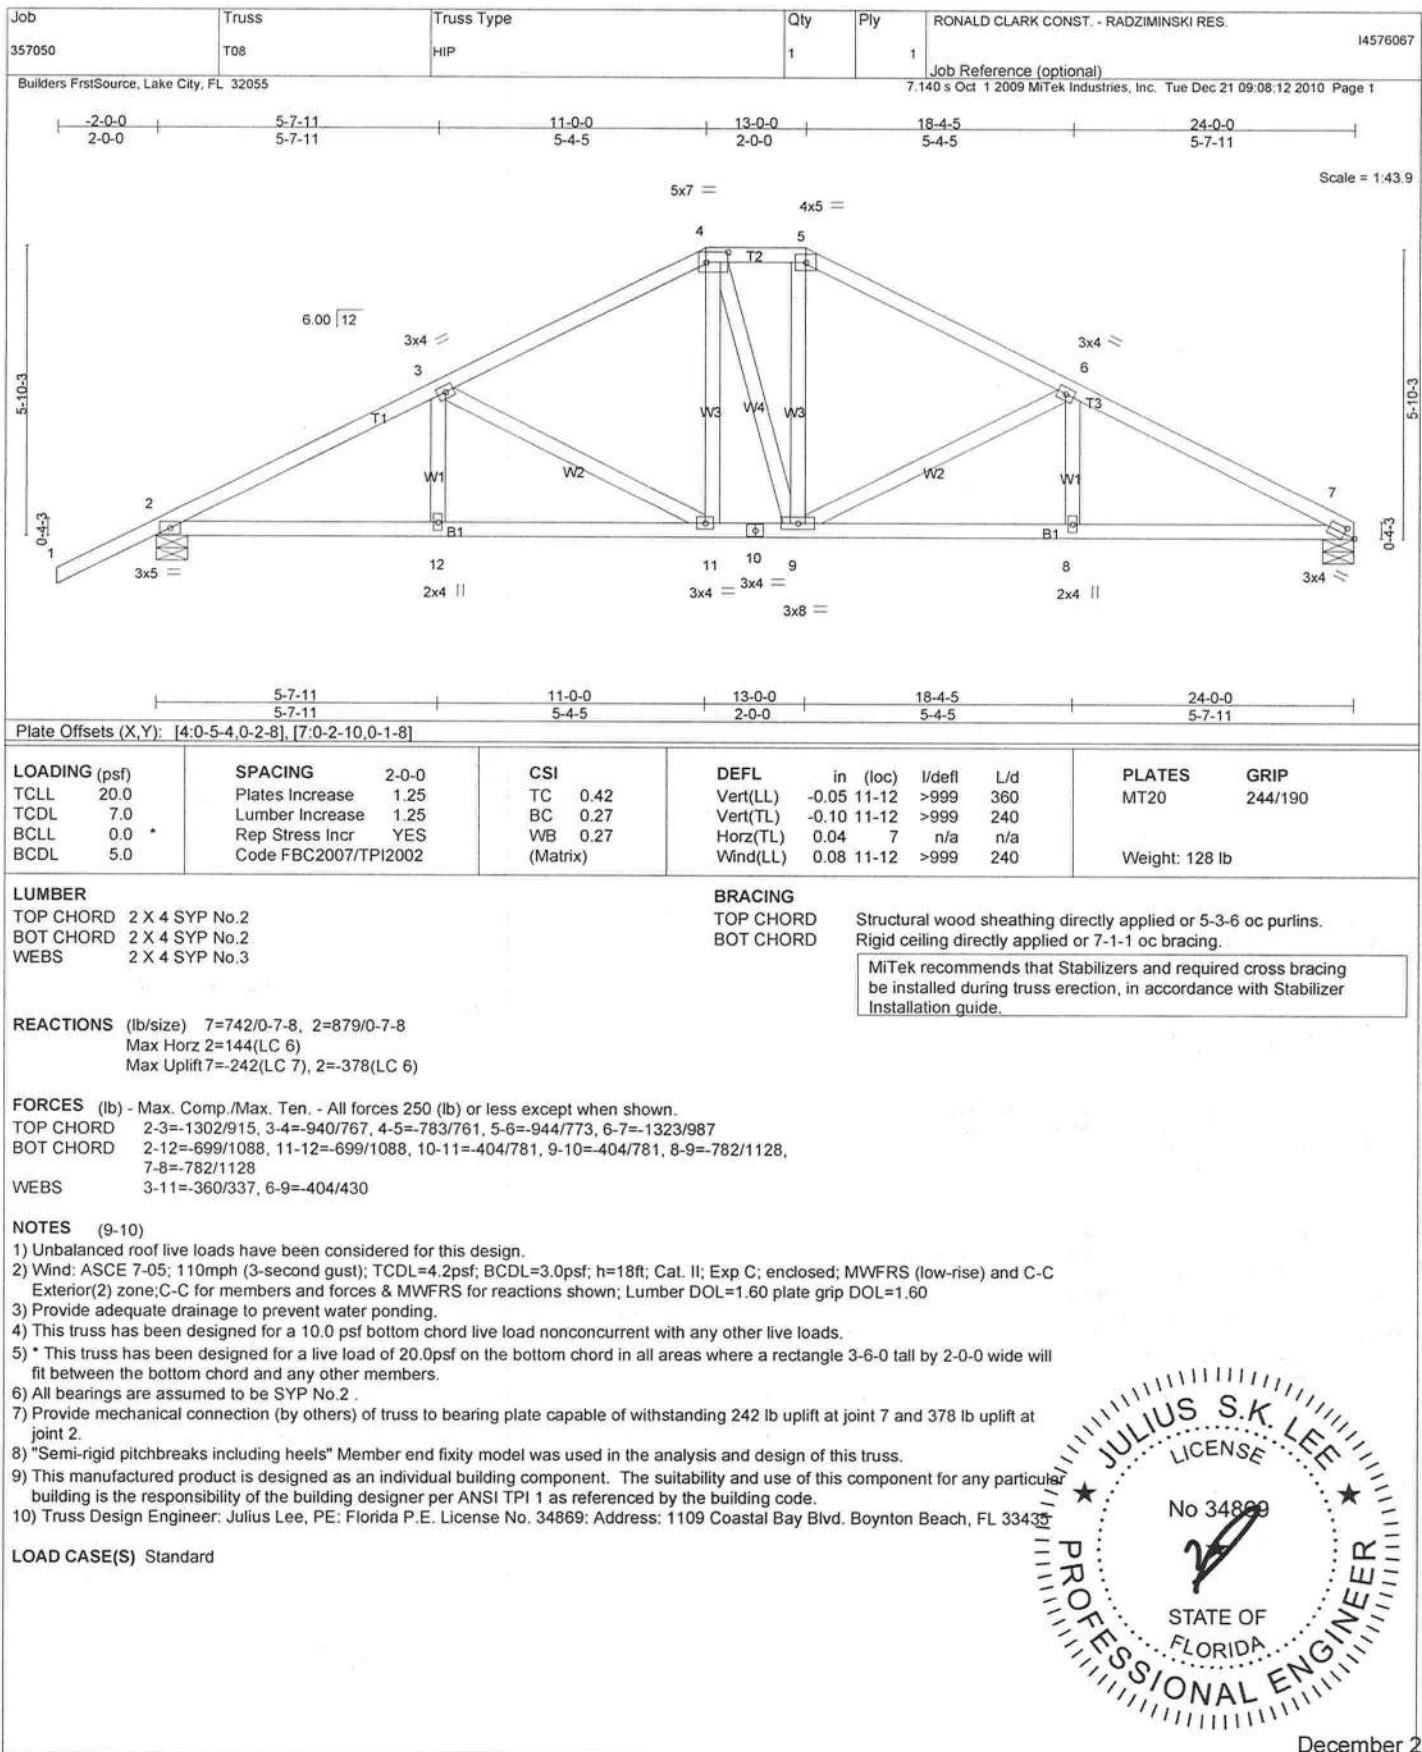 Job Truss Truss Type Qty Ply RONALD CLARK CONST. - RADZIMINSKI RES.
357050 T08 HIP 1 1 I4576067
Job Reference (optional)
Builders FrstSource, Lake City, FL 32055 7.140 s Oct 1 2009 MiTek Industries, Inc. Tue Dec 21 09:08:12 2010 Page 1
-2-0-0 5-7-11 11-0-0 13-0-0 18-4-5 24-0-0
2-0-0 5-7-11 5-4-5 2-0-0 5-4-5 5-7-11
Scale = 1:43.9
5x7 =
4x5 =
4 5
T2
6.00 12
3x4 3x4
3 6
5-10-3 5-10-3
T1 W3 W4 W3 T3
W1 W2 W2 W1
2 7
0-4-3 0-4-3
1 B1 B1
3x5 = 12 11 10 9 8 3x4
2x4 || 3x4 = 3x4 = 2x4 ||
3x8 =
5-7-11 11-0-0 13-0-0 18-4-5 24-0-0
5-7-11 5-4-5 2-0-0 5-4-5 5-7-11
Plate Offsets (X,Y): [4:0-5-4,0-2-8], [7:0-2-10,0-1-8]
LOADING (psf) SPACING 2-0-0 CSI DEFL in (loc) l/defl L/d PLATES GRIP
TCLL 20.0 Plates Increase 1.25 TC 0.42 Vert(LL) -0.05 11-12 >999 360 MT20 244/190
TCDL 7.0 Lumber Increase 1.25 BC 0.27 Vert(TL) -0.10 11-12 >999 240
BCLL 0.0 * Rep Stress Incr YES WB 0.27 Horz(TL) 0.04 7 n/a n/a
BCDL 5.0 Code FBC2007/TPI2002 (Matrix) Wind(LL) 0.08 11-12 >999 240 Weight: 128 lb
LUMBER
TOP CHORD 2 X 4 SYP No.2
BOT CHORD 2 X 4 SYP No.2
WEBS 2 X 4 SYP No.3
BRACING
TOP CHORD Structural wood sheathing directly applied or 5-3-6 oc purlins.
BOT CHORD Rigid ceiling directly applied or 7-1-1 oc bracing.
MiTek recommends that Stabilizers and required cross bracing
be installed during truss erection, in accordance with Stabilizer
Installation guide.
REACTIONS (lb/size) 7=742/0-7-8, 2=879/0-7-8
Max Horz 2=144(LC 6)
Max Uplift 7=-242(LC 7), 2=-378(LC 6)
FORCES (lb) - Max. Comp./Max. Ten. - All forces 250 (lb) or less except when shown.
TOP CHORD 2-3=-1302/915, 3-4=-940/767, 4-5=-783/761, 5-6=-944/773, 6-7=-1323/987
BOT CHORD 2-12=-699/1088, 11-12=-699/1088, 10-11=-404/781, 9-10=-404/781, 8-9=-782/1128,
7-8=-782/1128
WEBS 3-11=-360/337, 6-9=-404/430
NOTES (9-10)
1) Unbalanced roof live loads have been considered for this design.
2) Wind: ASCE 7-05; 110mph (3-second gust); TCDL=4.2psf; BCDL=3.0psf; h=18ft; Cat. II; Exp C; enclosed; MWFRS (low-rise) and C-C
Exterior(2) zone;C-C for members and forces & MWFRS for reactions shown; Lumber DOL=1.60 plate grip DOL=1.60
3) Provide adequate drainage to prevent water ponding.
4) This truss has been designed for a 10.0 psf bottom chord live load nonconcurrent with any other live loads.
5) * This truss has been designed for a live load of 20.0psf on the bottom chord in all areas where a rectangle 3-6-0 tall by 2-0-0 wide will
fit between the bottom chord and any other members.
6) All bearings are assumed to be SYP No.2 .
7) Provide mechanical connection (by others) of truss to bearing plate capable of withstanding 242 lb uplift at joint 7 and 378 lb uplift at
joint 2.
8) "Semi-rigid pitchbreaks including heels" Member end fixity model was used in the analysis and design of this truss.
9) This manufactured product is designed as an individual building component. The suitability and use of this component for any particular
building is the responsibility of the building designer per ANSI TPI 1 as referenced by the building code.
10) Truss Design Engineer: Julius Lee, PE: Florida P.E. License No. 34869: Address: 1109 Coastal Bay Blvd. Boynton Beach, FL 33435
LOAD CASE(S) Standard
JULIUS S.K. LEE
LICENSE
No 34869
STATE OF
FLORIDA
PROFESSIONAL ENGINEER
December 2